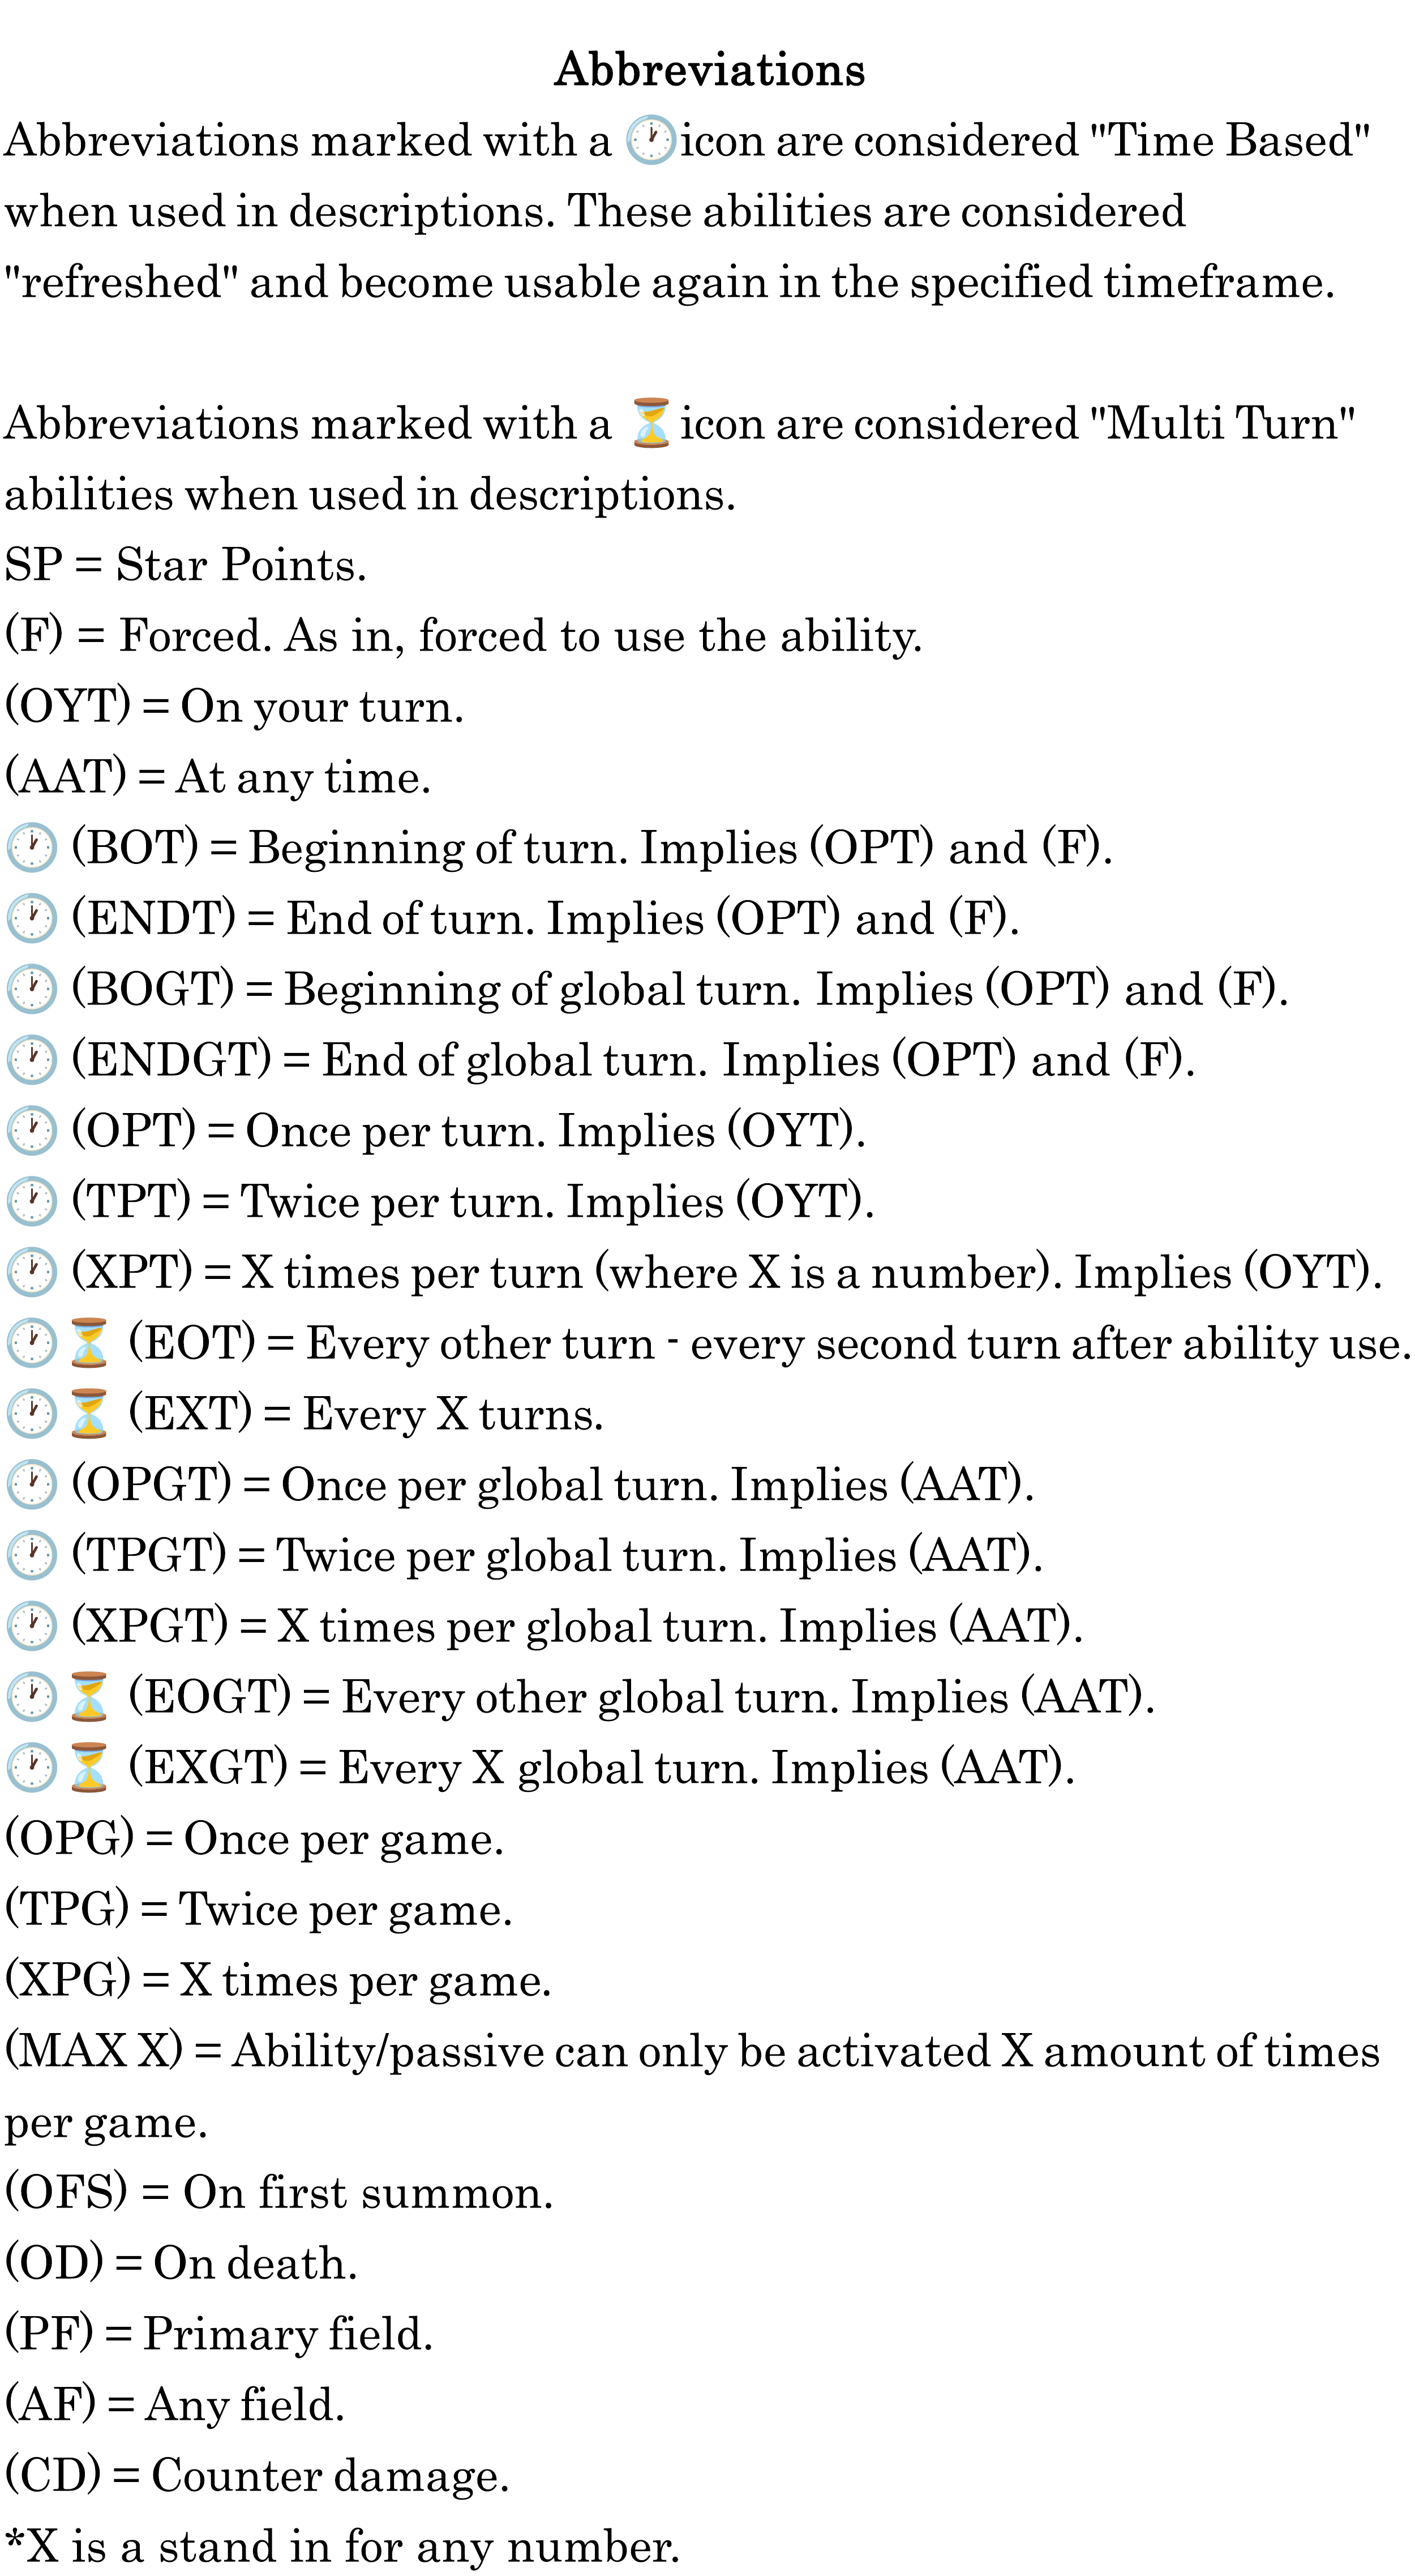 Abbreviations
Abbreviations marked with a 🕐icon are considered "Time Based"
when used in descriptions. These abilities are considered
"refreshed" and become usable again in the specified timeframe.
Abbreviations marked with a ⏳icon are considered "Multi Turn"
abilities when used in descriptions.
SP = Star Points.
(F) = Forced. As in, forced to use the ability.
(OYT) = On your turn.
(AAT) = At any time.
🕐 (BOT) = Beginning of turn. Implies (OPT) and (F).
🕐 (ENDT) = End of turn. Implies (OPT) and (F).
🕐 (BOGT) = Beginning of global turn. Implies (OPT) and (F).
🕐 (ENDGT) = End of global turn. Implies (OPT) and (F).
🕐 (OPT) = Once per turn. Implies (OYT).
🕐 (TPT) = Twice per turn. Implies (OYT).
🕐 (XPT) = X times per turn (where X is a number). Implies (OYT).
🕐⏳ (EOT) = Every other turn - every second turn after ability use.
🕐⏳ (EXT) = Every X turns.
🕐 (OPGT) = Once per global turn. Implies (AAT).
🕐 (TPGT) = Twice per global turn. Implies (AAT).
🕐 (XPGT) = X times per global turn. Implies (AAT).
🕐⏳ (EOGT) = Every other global turn. Implies (AAT).
🕐⏳ (EXGT) = Every X global turn. Implies (AAT).
(OPG) = Once per game.
(TPG) = Twice per game.
(XPG) = X times per game.
(MAX X) = Ability/passive can only be activated X amount of times
per game.
(OFS) = On first summon.
(OD) = On death.
(PF) = Primary field.
(AF) = Any field.
(CD) = Counter damage.
*X is a stand in for any number.